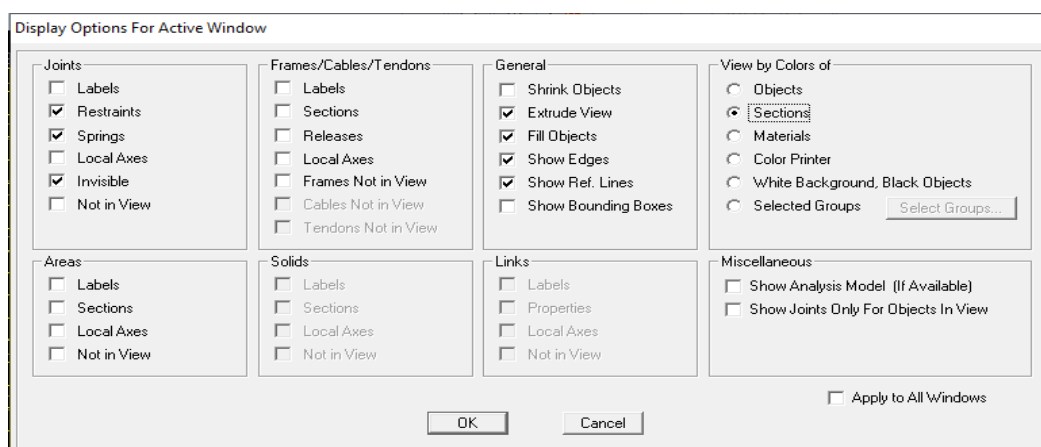 Display Options For Active Window
Joints
Labels
Restraints
Springs
Local Axes
Invisible
Not in View
Frames/Cables/Tendons
Labels
Sections
Releases
Local Axes
Frames Not in View
Cables Not in View
Tendons Not in View
General
Shrink Objects
Extrude View
Fill Objects
Show Edges
Show Ref. Lines
Show Bounding Boxes
View by Colors of
Objects
Sections
Materials
Color Printer
White Background, Black Objects
Selected Groups Select Groups...
Areas
Labels
Sections
Local Axes
Not in View
Solids
Labels
Sections
Local Axes
Not in View
Links
Labels
Properties
Local Axes
Not in View
Miscellaneous
Show Analysis Model (If Available)
Show Joints Only For Objects In View
Apply to All Windows
OK Cancel